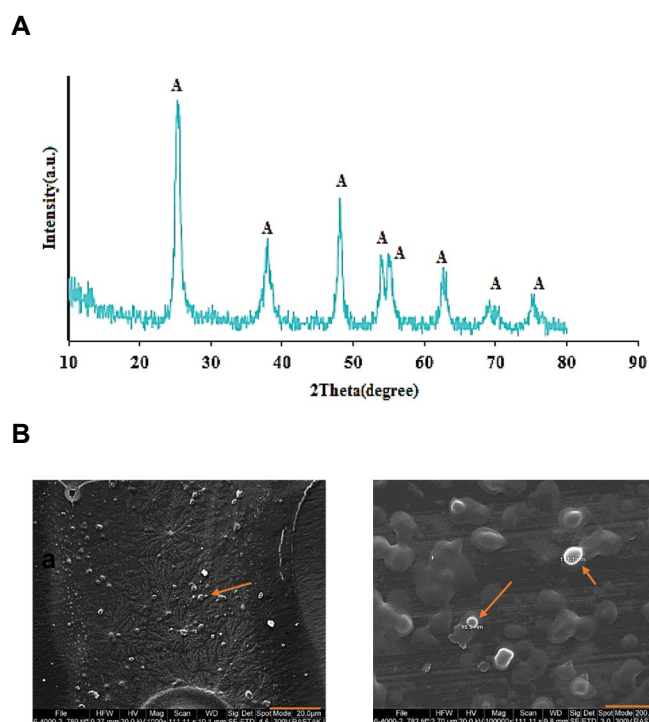 A
A
A
A
A
A
A
A
A
Intensity(a.u.)
10 20 30 40 50 60 70 80 90
2Theta(degree)
B
a
File HFW HV Mag Scan WD Sig Det Spot Mode 20.0μm
File HFW HV Mag Scan WD Sig Det Spot Mode